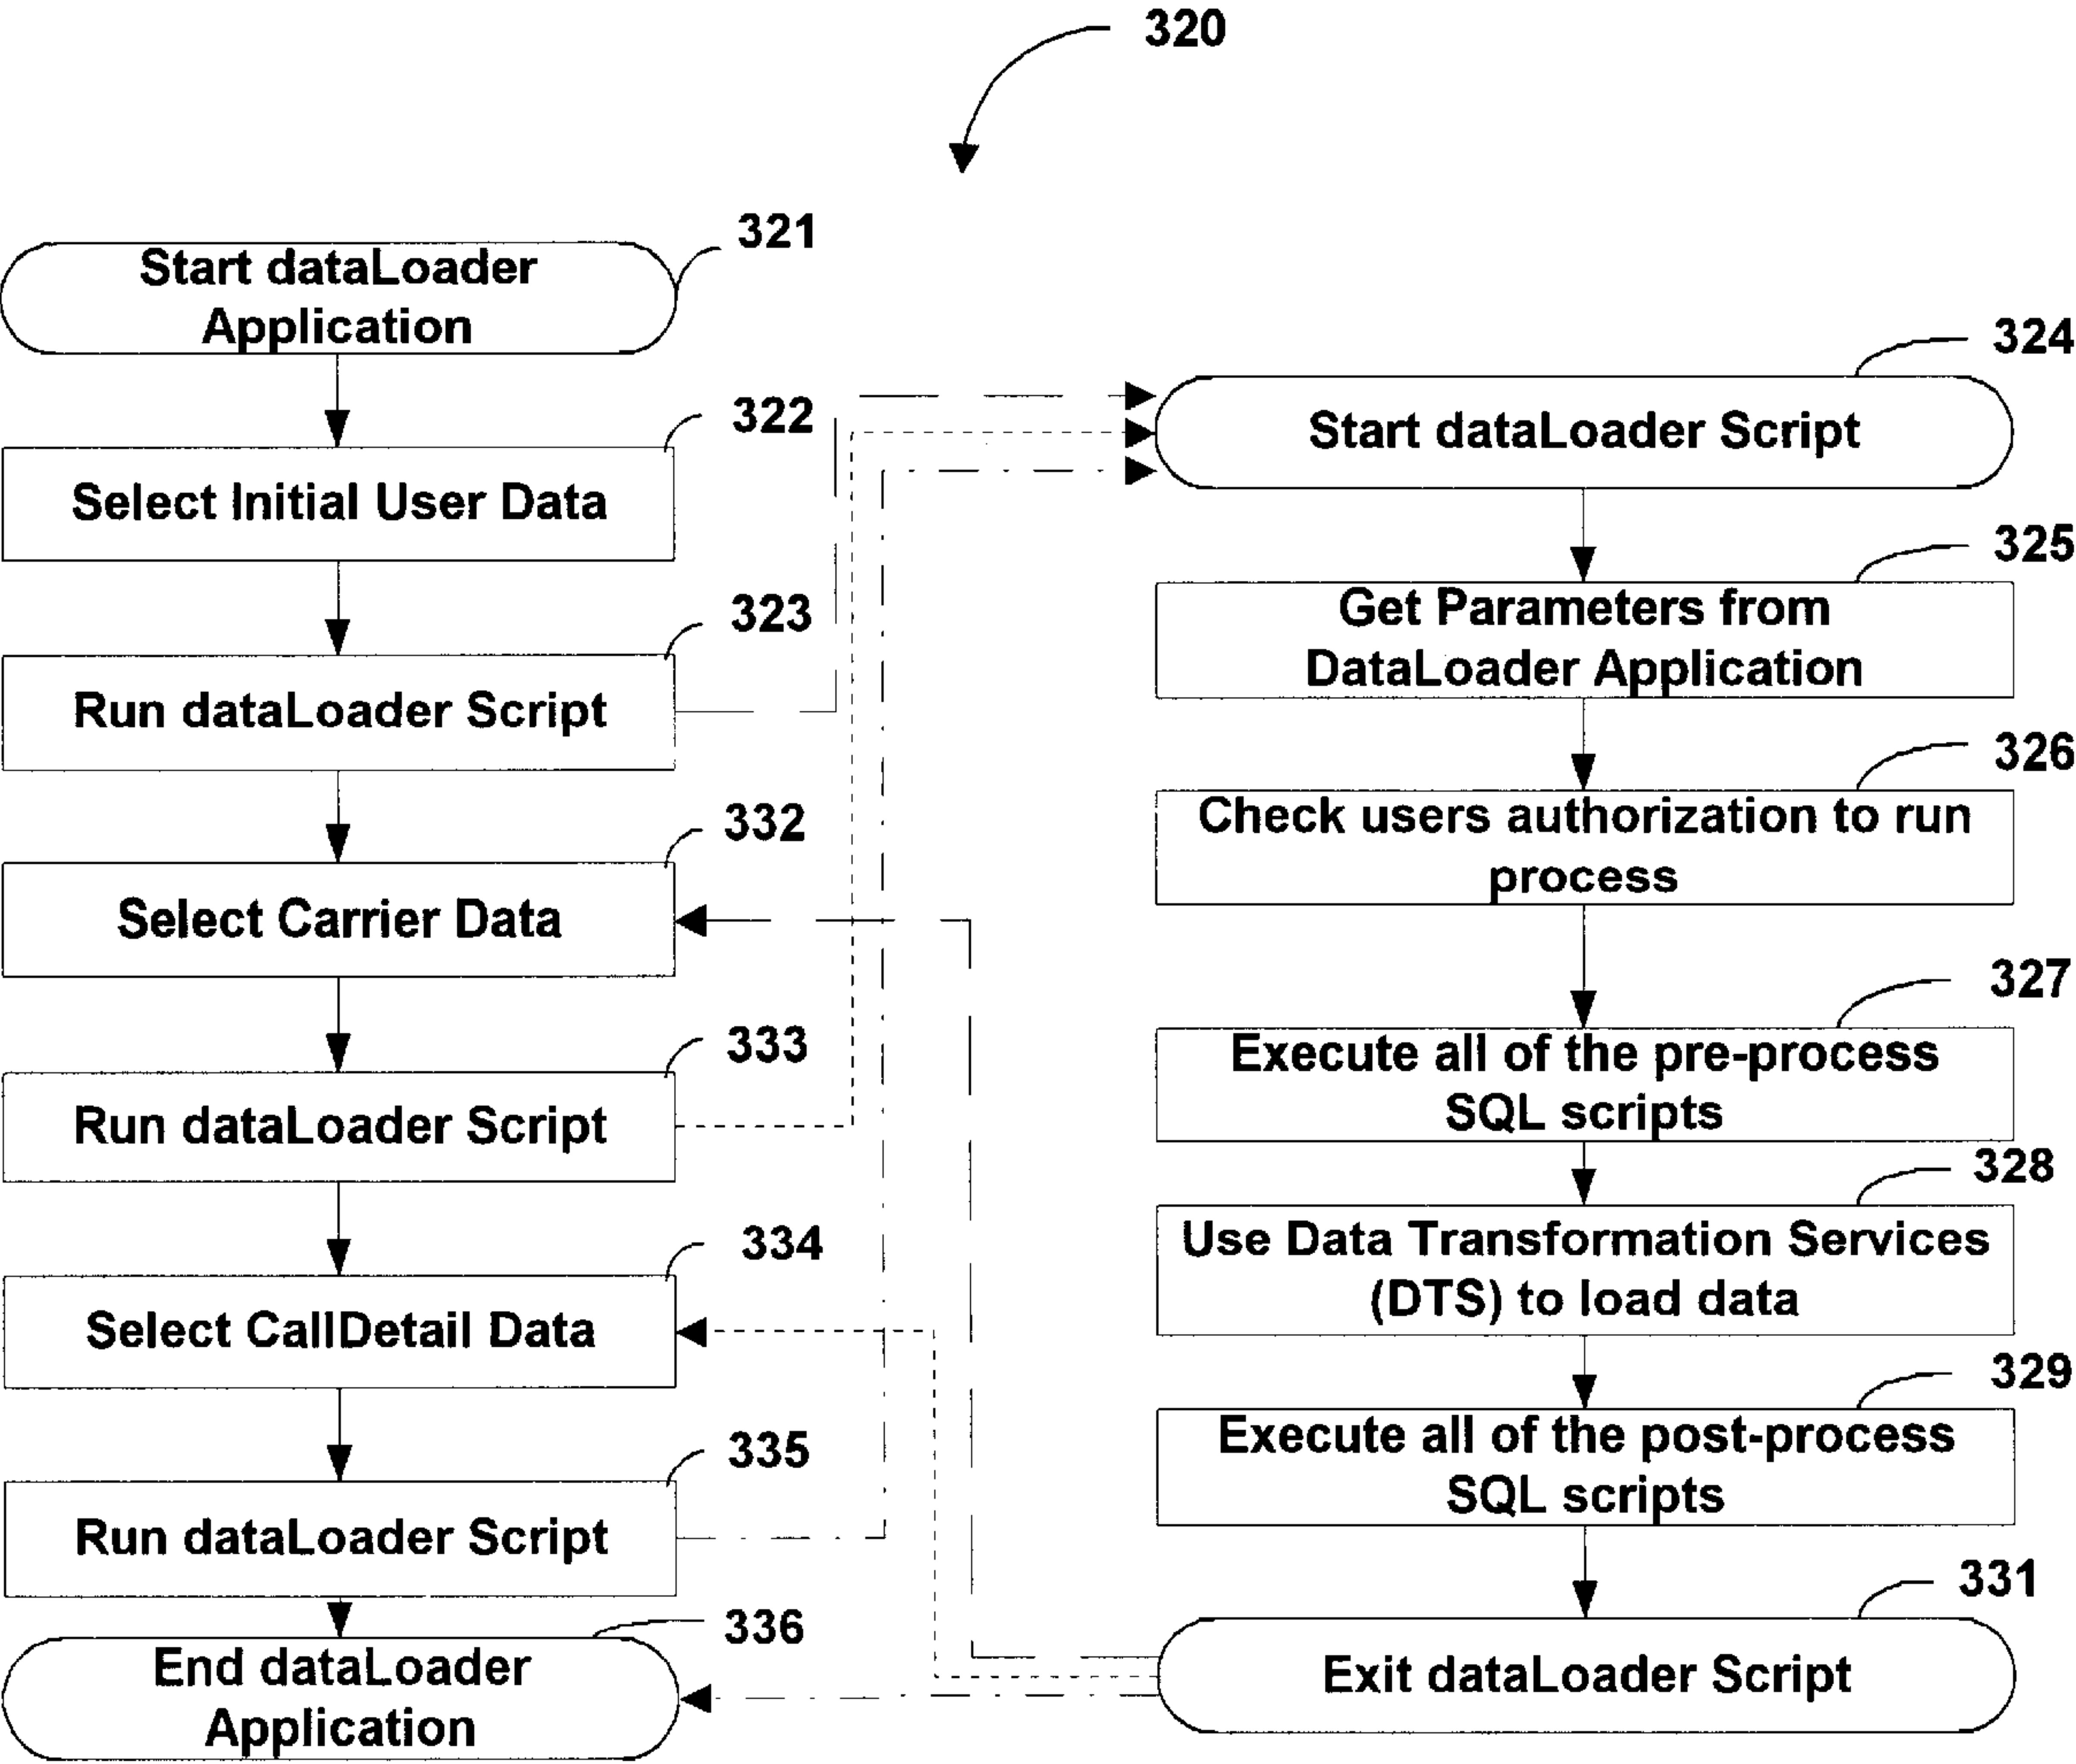 320
321
Start dataLoader
Application
322
Select Initial User Data
323
Run dataLoader Script
332
Select Carrier Data
333
Run dataLoader Script
334
Select CallDetail Data
335
Run dataLoader Script
336
End dataLoader
Application
324
Start dataLoader Script
325
Get Parameters from
DataLoader Application
326
Check users authorization to run
process
327
Execute all of the pre-process
SQL scripts
328
Use Data Transformation Services
(DTS) to load data
329
Execute all of the post-process
SQL scripts
331
Exit dataLoader Script